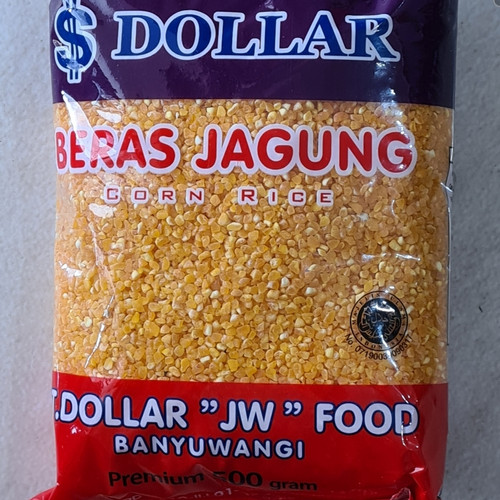 $ DOLLAR
BERAS JAGUNG
CORN RICE
.DOLLAR "JW" FOOD
BANYUWANGI
Premium 500 gram